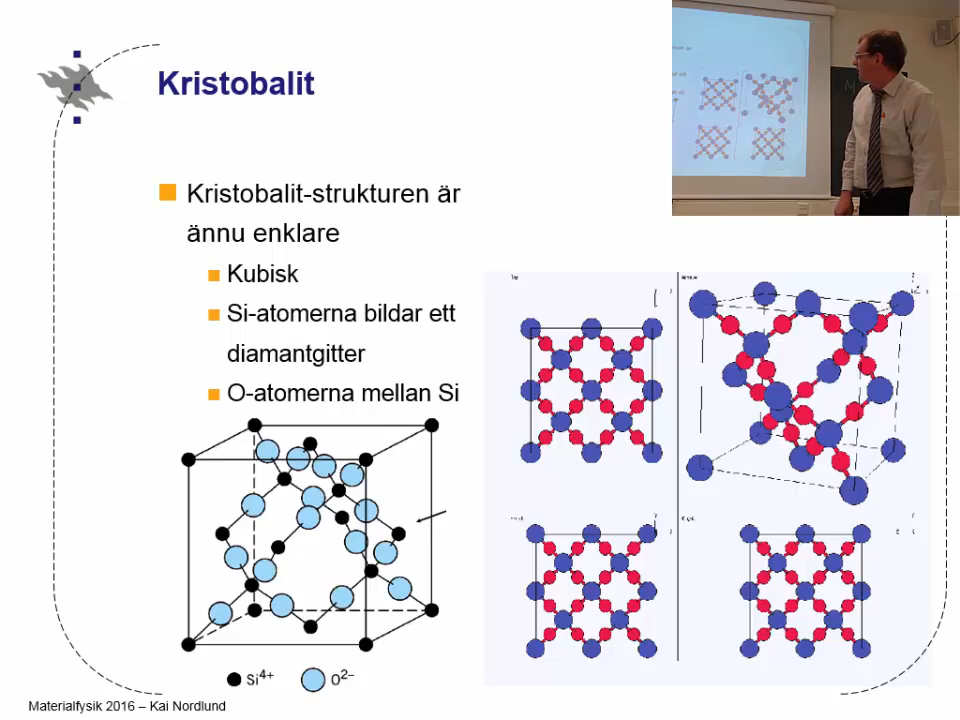 Kristobalit
Kristobalit-strukturen är
ännu enklare
Kubisk
Si-atomerna bildar ett
diamantgitter
O-atomerna mellan Si
Si4+ O2−
Materialfysik 2016 – Kai Nordlund